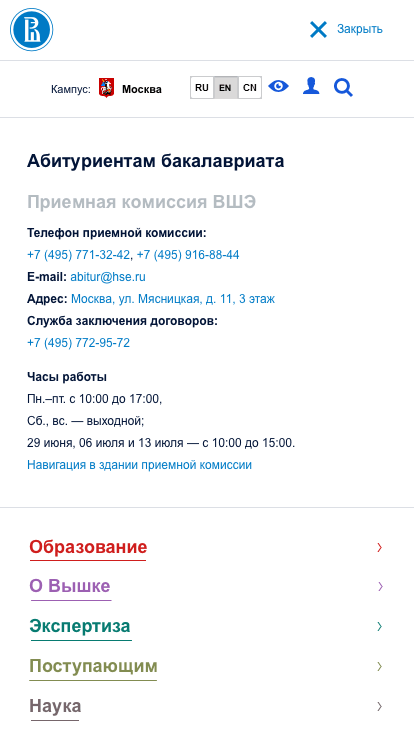 Закрыть
Кампус: Москва RU EN CN
Абитуриентам бакалавриата
Приемная комиссия ВШЭ
Телефон приемной комиссии:
+7 (495) 771-32-42, +7 (495) 916-88-44
E-mail: abitur@hse.ru
Адрес: Москва, ул. Мясницкая, д. 11, 3 этаж
Служба заключения договоров:
+7 (495) 772-95-72
Часы работы
Пн.–пт. с 10:00 до 17:00,
Сб., вс. — выходной;
29 июня, 06 июля и 13 июля — с 10:00 до 15:00.
Навигация в здании приемной комиссии
Образование
О Вышке
Экспертиза
Поступающим
Наука